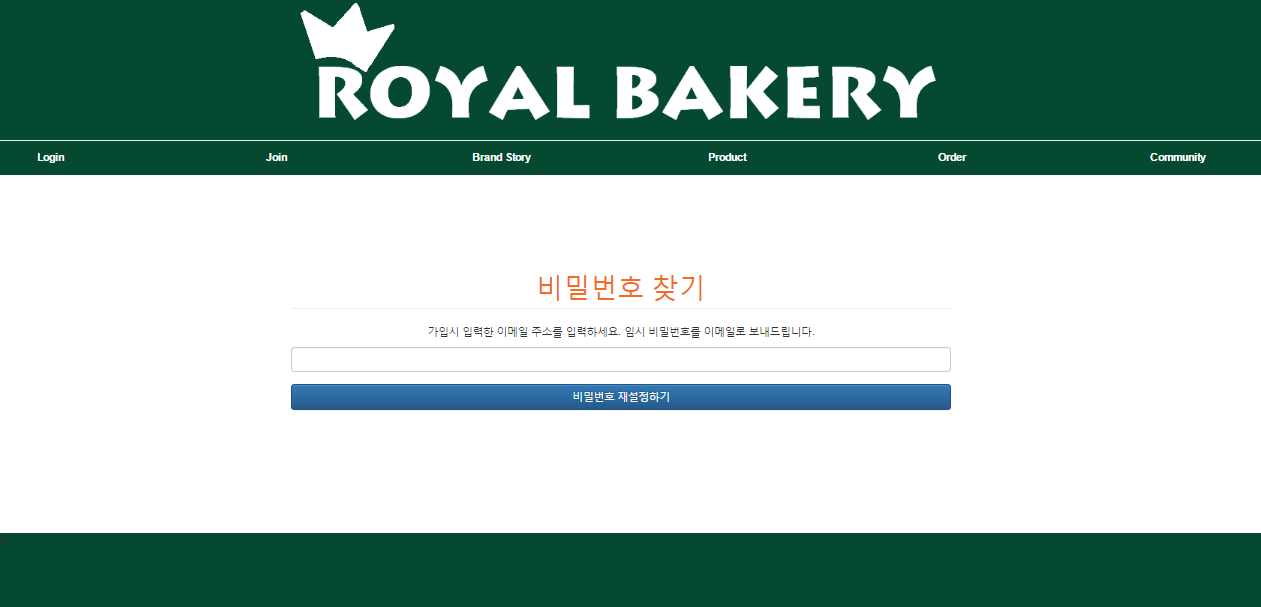 ROYAL BAKERY
Login Join Brand Story Product Order Community
비밀번호 찾기
가입시 입력한 이메일 주소를 입력하세요. 임시 비밀번호를 이메일로 보내드립니다.
비밀번호 재설정하기